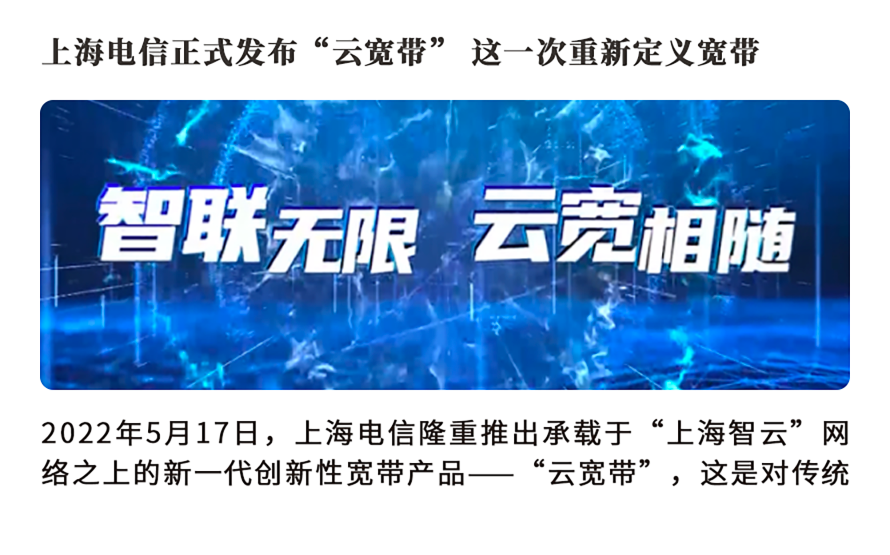 上海电信正式发布“云宽带” 这一次重新定义宽带
智联无限 云宽相随
2022年5月17日，上海电信隆重推出承载于“上海智云”网
络之上的新一代创新性宽带产品——“云宽带”，这是对传统